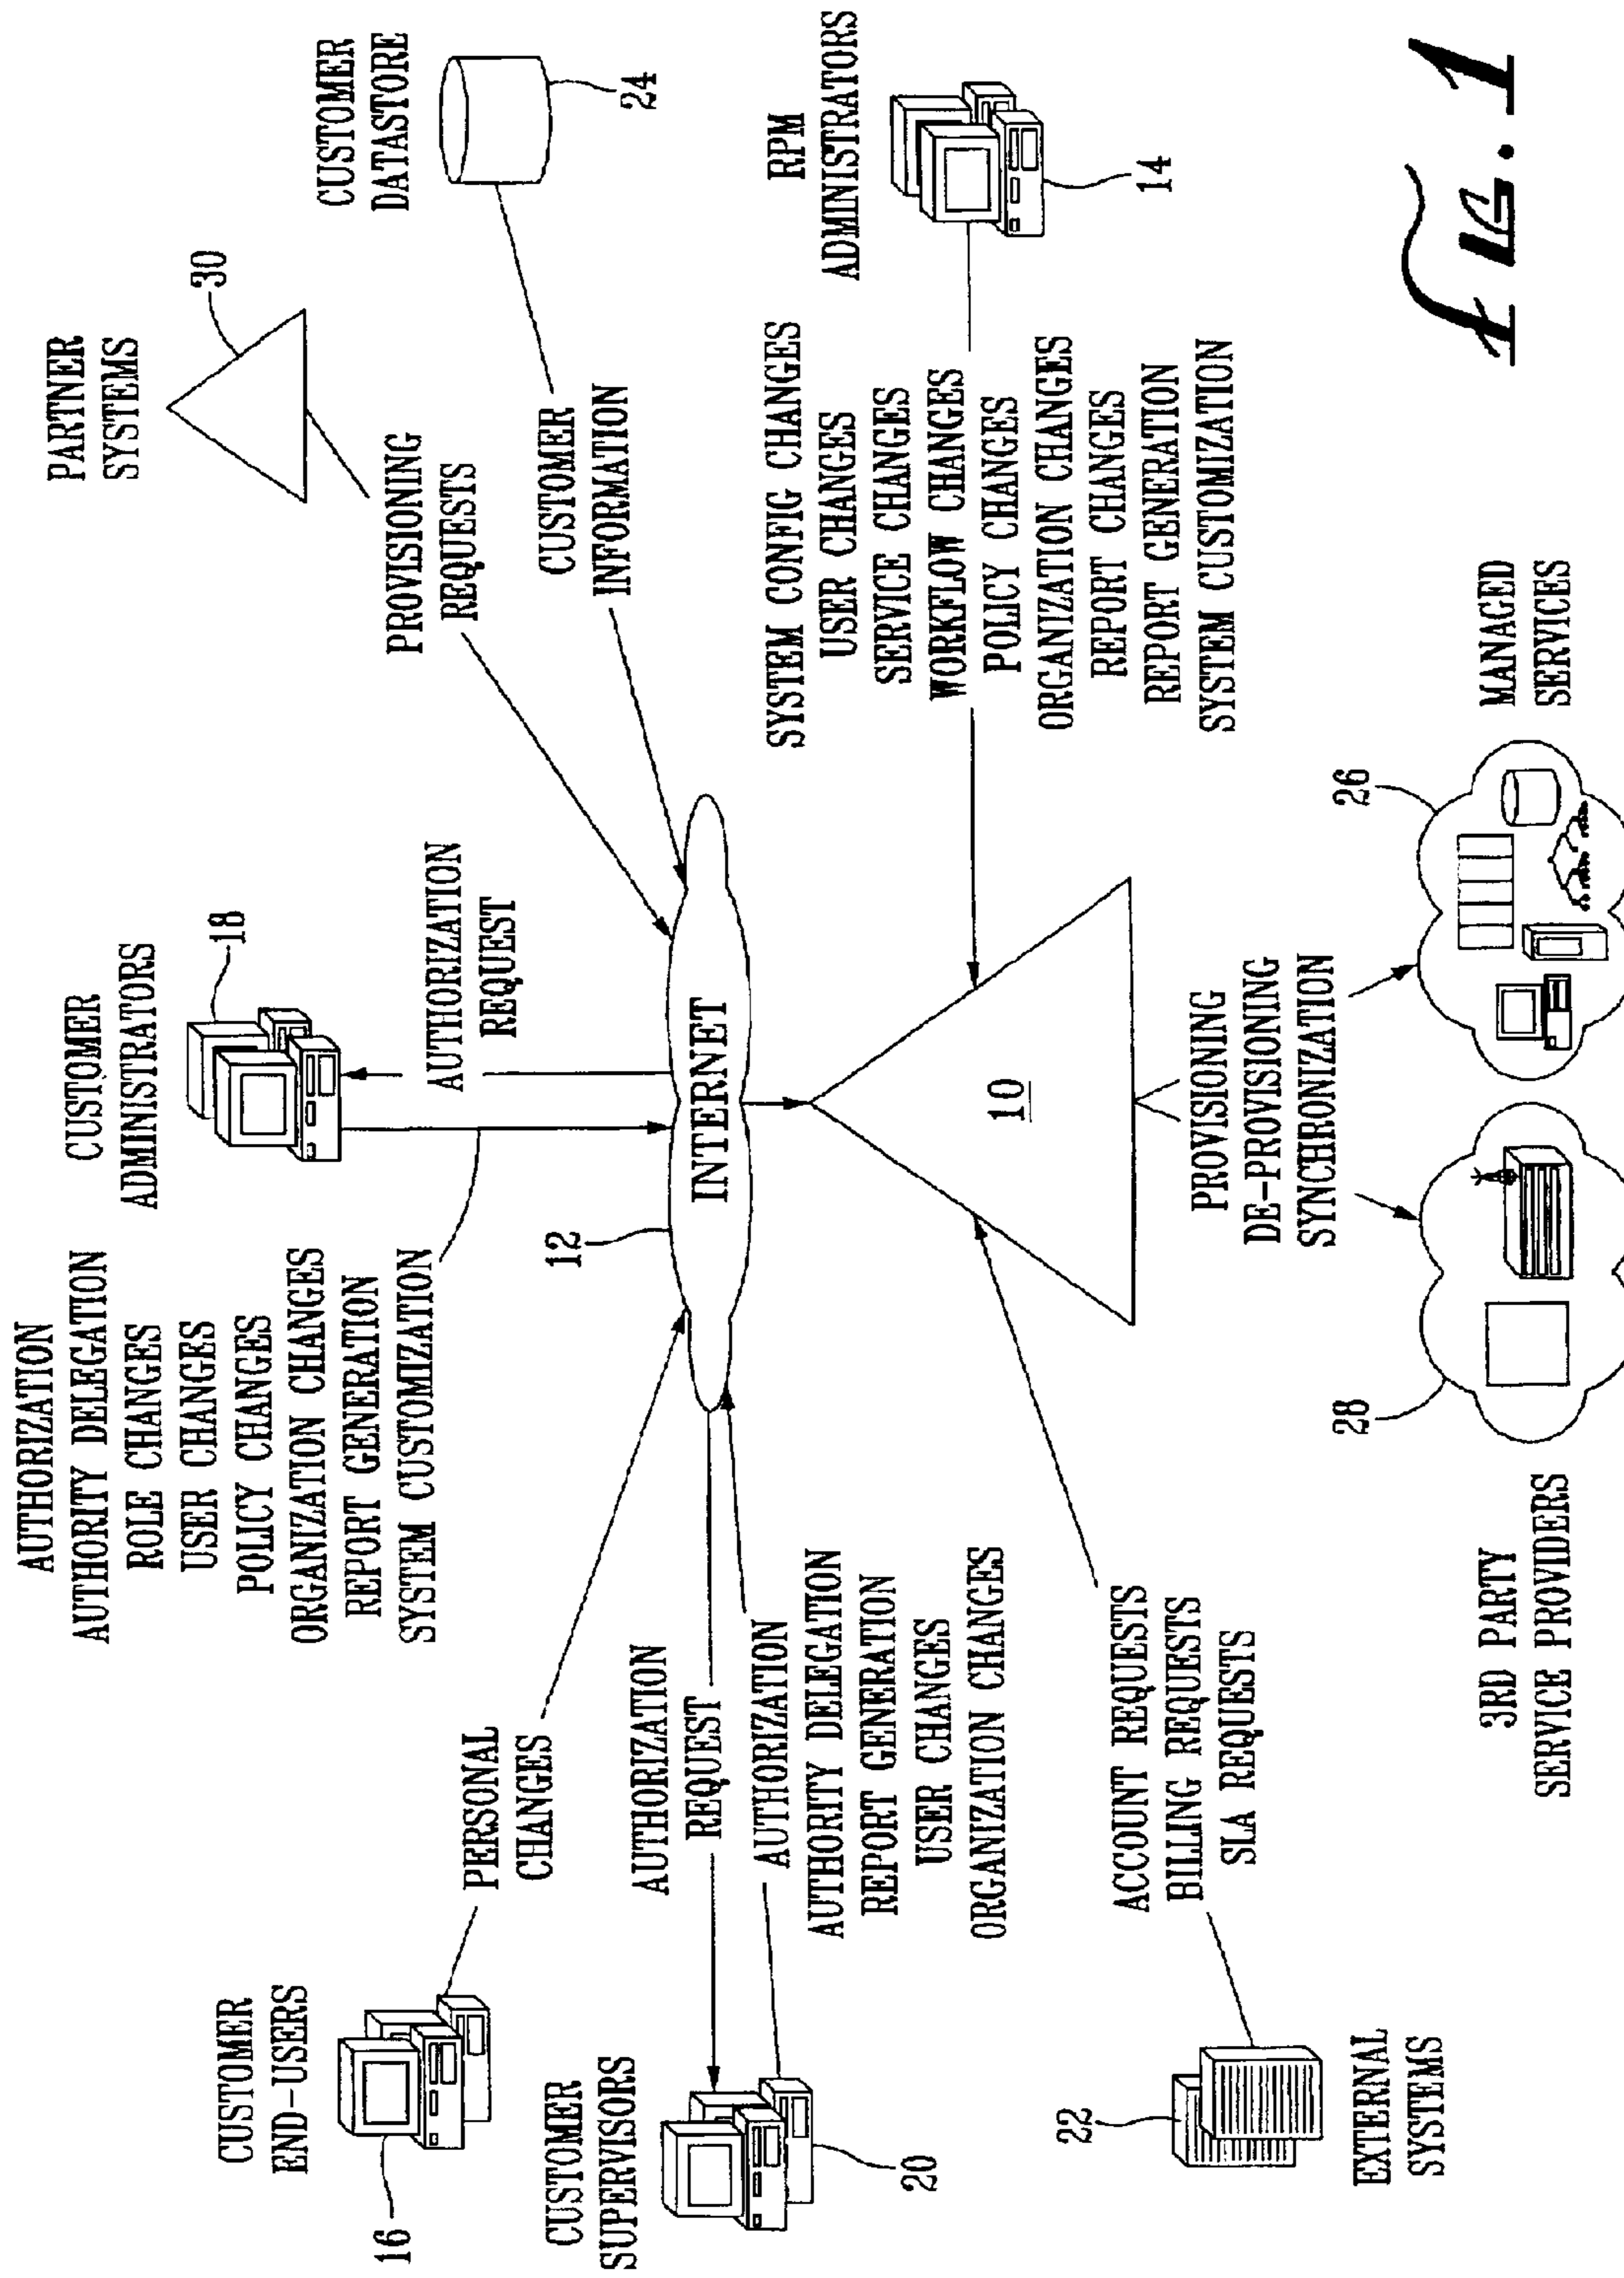 PARTNER
SYSTEMS
30
CUSTOMER
DATASTORE
24
CUSTOMER
ADMINISTRATORS
18
AUTHORIZATION
AUTHORITY DELEGATION
ROLE CHANGES
USER CHANGES
POLICY CHANGES
ORGANIZATION CHANGES
REPORT GENERATION
SYSTEM CUSTOMIZATION
AUTHORIZATION
REQUEST
PROVISIONING
REQUESTS
CUSTOMER
INFORMATION
CUSTOMER
END-USERS
16
PERSONAL
CHANGES
12
INTERNET
CUSTOMER
SUPERVISORS
20
AUTHORIZATION
REQUEST
AUTHORIZATION
AUTHORITY DELEGATION
REPORT GENERATION
USER CHANGES
ORGANIZATION CHANGES
RPM
ADMINISTRATORS
14
SYSTEM CONFIG CHANGES
USER CHANGES
SERVICE CHANGES
WORKFLOW CHANGES
POLICY CHANGES
ORGANIZATION CHANGES
REPORT CHANGES
REPORT GENERATION
SYSTEM CUSTOMIZATION
10
22
EXTERNAL
SYSTEMS
ACCOUNT REQUESTS
BILLING REQUESTS
SLA REQUESTS
PROVISIONING
DE-PROVISIONING
SYNCHRONIZATION
3RD PARTY
SERVICE PROVIDERS
28
26
MANAGED
SERVICES
FIG. 1